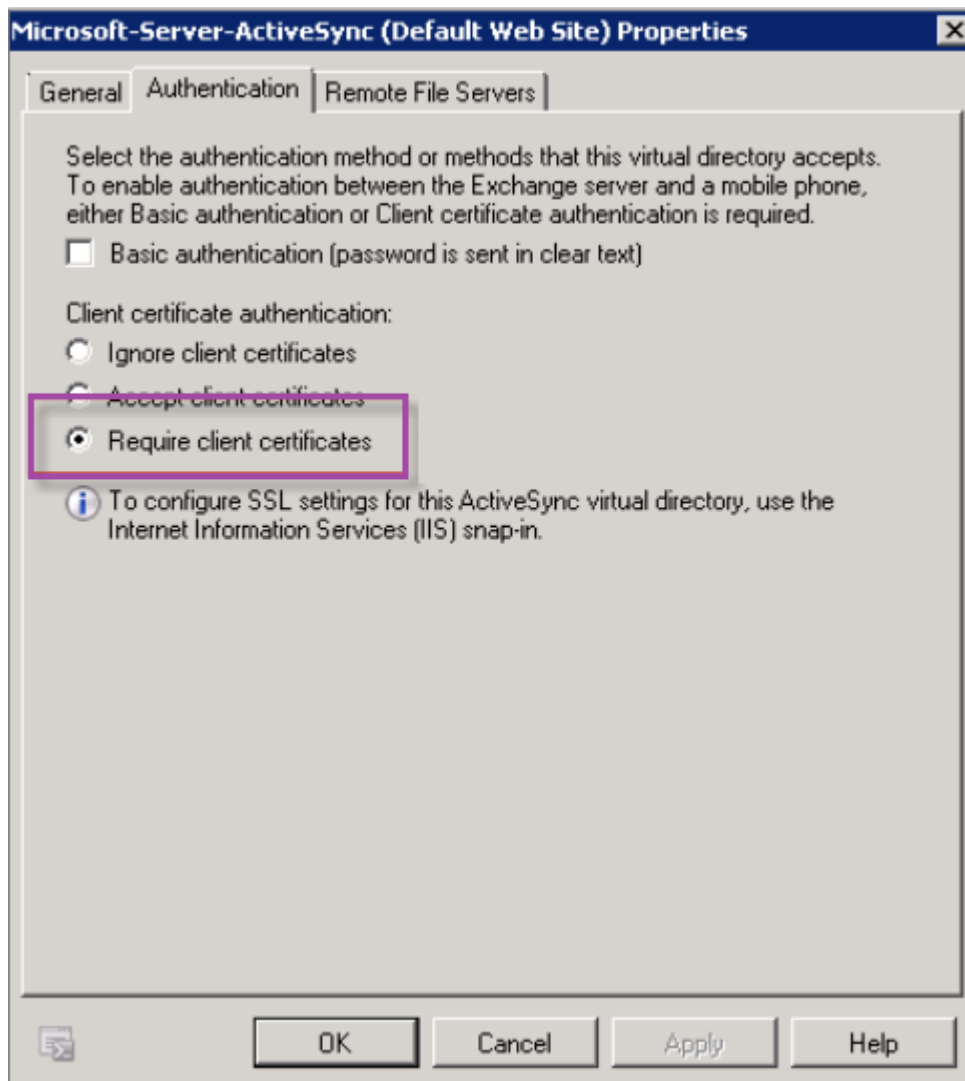 Microsoft-Server-ActiveSync (Default Web Site) Properties
General Authentication Remote File Servers
Select the authentication method or methods that this virtual directory accepts.
To enable authentication between the Exchange server and a mobile phone,
either Basic authentication or Client certificate authentication is required.
Basic authentication (password is sent in clear text)
Client certificate authentication:
Ignore client certificates
Accept client certificates
Require client certificates
To configure SSL settings for this ActiveSync virtual directory, use the
Internet Information Services (IIS) snap-in.
OK Cancel Apply Help